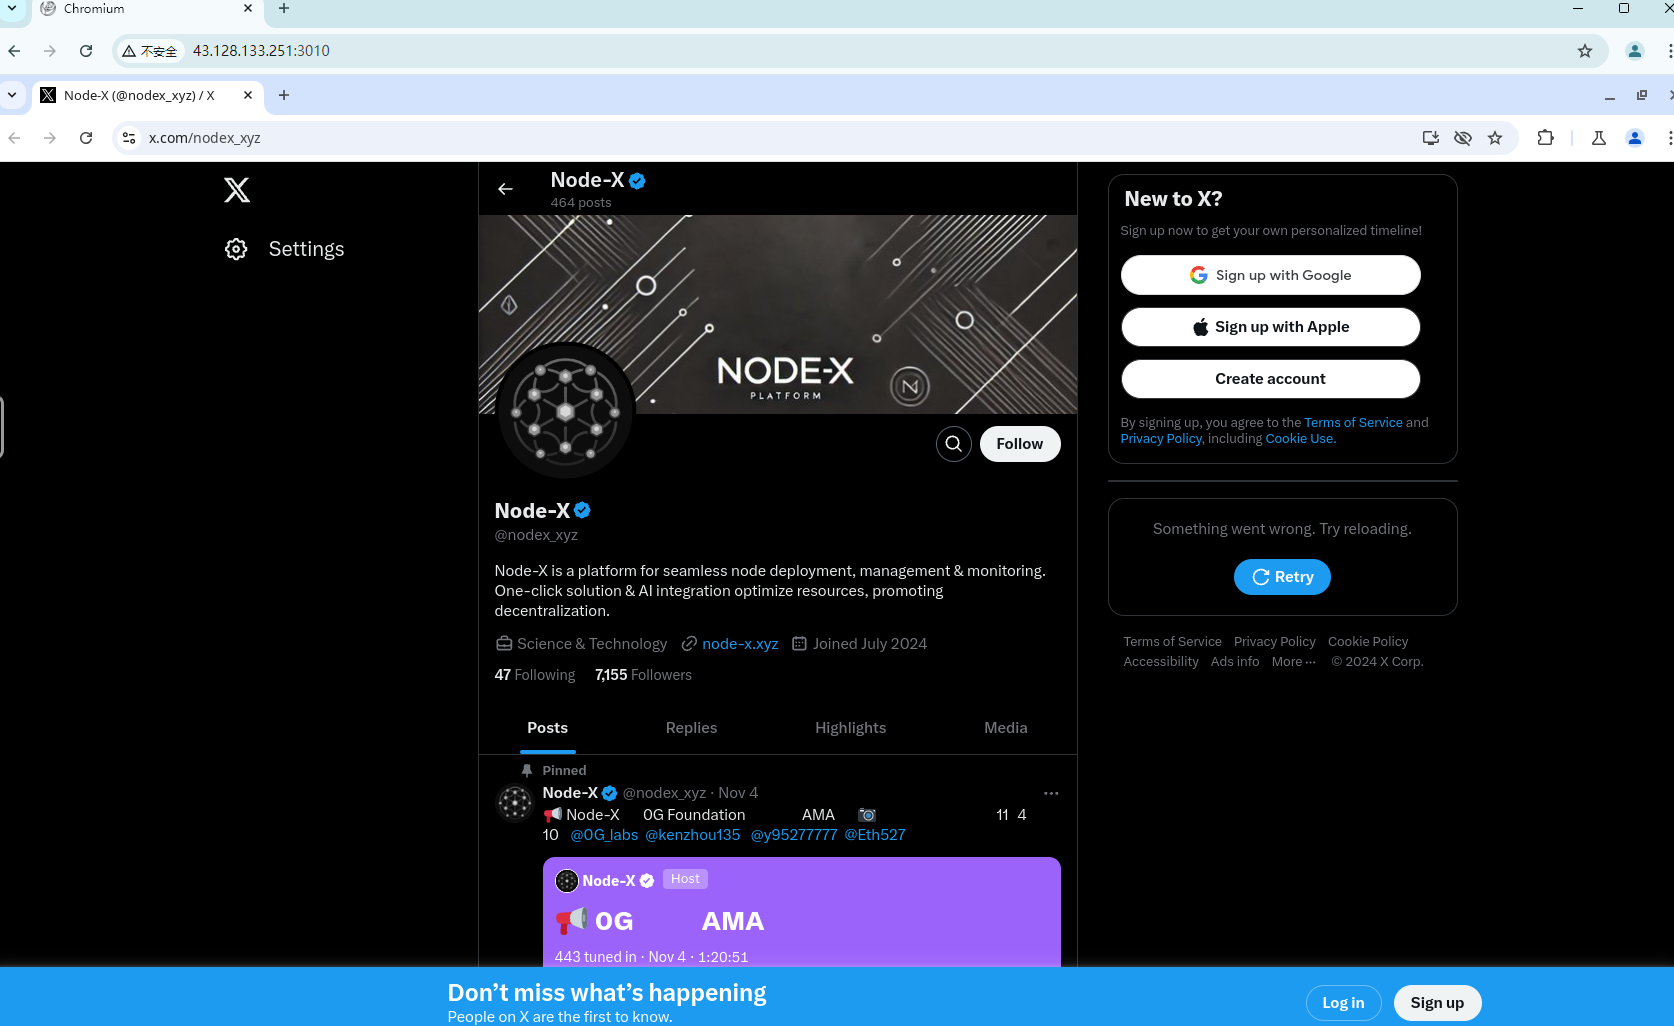 Chromium
不安全 43.128.133.251:3010
Node-X (@nodex_xyz) / X
x.com/nodex_xyz
Node-X
464 posts
Settings
NODE-X
PLATFORM
Follow
Node-X
@nodex_xyz
Node-X is a platform for seamless node deployment, management & monitoring.
One-click solution & AI integration optimize resources, promoting
decentralization.
Science & Technology node-x.xyz Joined July 2024
47 Following 7,155 Followers
Posts Replies Highlights Media
Pinned
Node-X @nodex_xyz · Nov 4
Node-X 0G Foundation AMA 11 4
10 @0G_labs @kenzhou135 @y95277777 @Eth527
Node-X Host
0G AMA
443 tuned in · Nov 4 · 1:20:51
New to X?
Sign up now to get your own personalized timeline!
Sign up with Google
Sign up with Apple
Create account
By signing up, you agree to the Terms of Service and
Privacy Policy, including Cookie Use.
Something went wrong. Try reloading.
Retry
Terms of Service Privacy Policy Cookie Policy
Accessibility Ads info More ··· © 2024 X Corp.
Don’t miss what’s happening
People on X are the first to know.
Log in Sign up